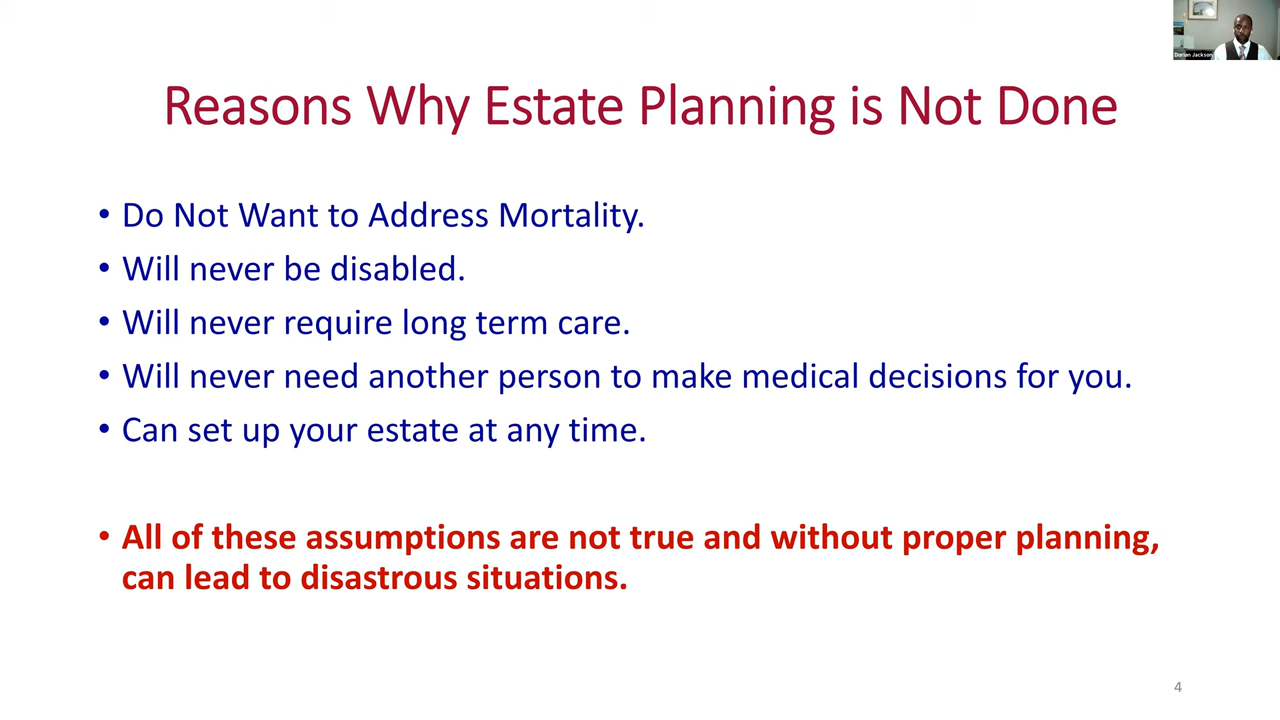 Dorian Jackson
Reasons Why Estate Planning is Not Done
• Do Not Want to Address Mortality.
• Will never be disabled.
• Will never require long term care.
• Will never need another person to make medical decisions for you.
• Can set up your estate at any time.
• All of these assumptions are not true and without proper planning,
can lead to disastrous situations.
4